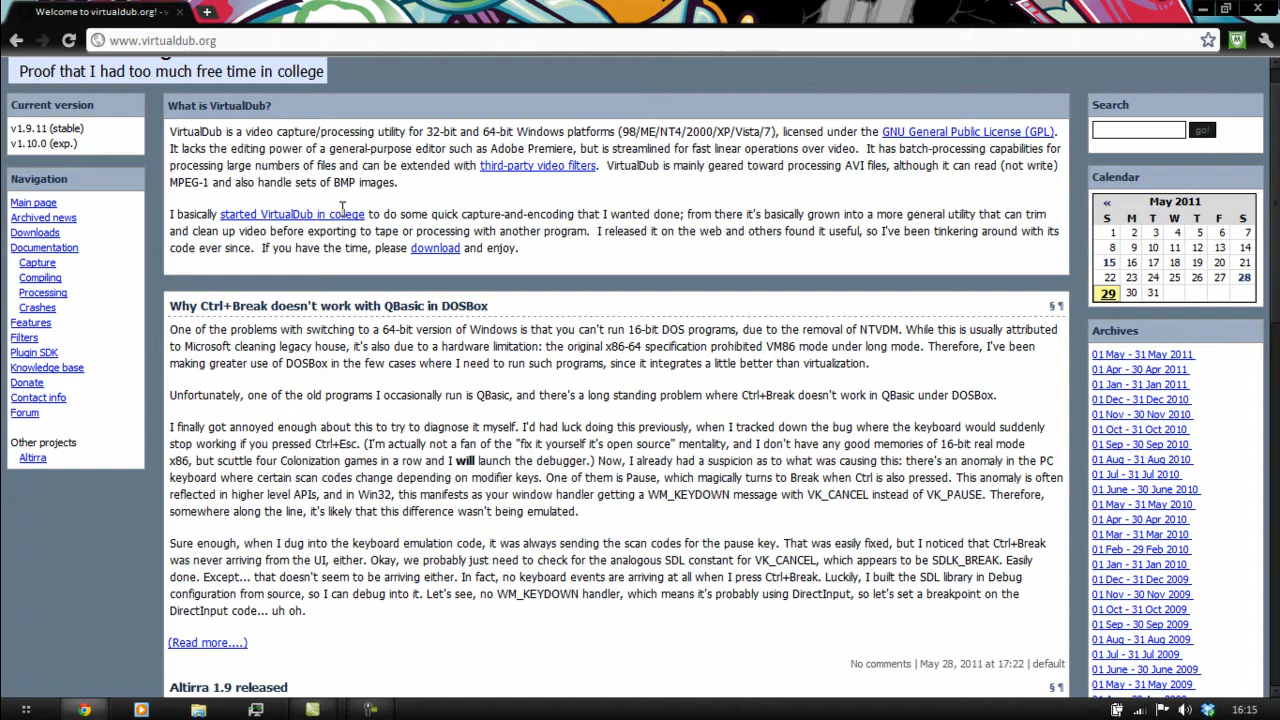 Welcome to virtualdub.org! - v
www.virtualdub.org
Proof that I had too much free time in college
Current version
v1.9.11 (stable)
v1.10.0 (exp.)
Navigation
Main page
Archived news
Downloads
Documentation
Capture
Compiling
Processing
Crashes
Features
Filters
Plugin SDK
Knowledge base
Donate
Contact info
Forum
Other projects
Altirra
What is VirtualDub?
VirtualDub is a video capture/processing utility for 32-bit and 64-bit Windows platforms (98/ME/NT4/2000/XP/Vista/7), licensed under the GNU General Public License (GPL).
It lacks the editing power of a general-purpose editor such as Adobe Premiere, but is streamlined for fast linear operations over video. It has batch-processing capabilities for
processing large numbers of files and can be extended with third-party video filters. VirtualDub is mainly geared toward processing AVI files, although it can read (not write)
MPEG-1 and also handle sets of BMP images.
I basically started VirtualDub in college to do some quick capture-and-encoding that I wanted done; from there it's basically grown into a more general utility that can trim
and clean up video before exporting to tape or processing with another program. I released it on the web and others found it useful, so I've been tinkering around with its
code ever since. If you have the time, please download and enjoy.
Why Ctrl+Break doesn't work with QBasic in DOSBox § ¶
One of the problems with switching to a 64-bit version of Windows is that you can't run 16-bit DOS programs, due to the removal of NTVDM. While this is usually attributed
to Microsoft cleaning legacy house, it's also due to a hardware limitation: the original x86-64 specification prohibited VM86 mode under long mode. Therefore, I've been
making greater use of DOSBox in the few cases where I need to run such programs, since it integrates a little better than virtualization.
Unfortunately, one of the old programs I occasionally run is QBasic, and there's a long standing problem where Ctrl+Break doesn't work in QBasic under DOSBox.
I finally got annoyed enough about this to try to diagnose it myself. I'd had luck doing this previously, when I tracked down the bug where the keyboard would suddenly
stop working if you pressed Ctrl+Esc. (I'm actually not a fan of the "fix it yourself it's open source" mentality, and I don't have any good memories of 16-bit real mode
x86, but scuttle four Colonization games in a row and I will launch the debugger.) Now, I already had a suspicion as to what was causing this: there's an anomaly in the PC
keyboard where certain scan codes change depending on modifier keys. One of them is Pause, which magically turns to Break when Ctrl is also pressed. This anomaly is often
reflected in higher level APIs, and in Win32, this manifests as your window handler getting a WM_KEYDOWN message with VK_CANCEL instead of VK_PAUSE. Therefore,
somewhere along the line, it's likely that this difference wasn't being emulated.
Sure enough, when I dug into the keyboard emulation code, it was always sending the scan codes for the pause key. That was easily fixed, but I noticed that Ctrl+Break
was never arriving from the UI, either. Okay, we probably just need to check for the analogous SDL constant for VK_CANCEL, which appears to be SDLK_BREAK. Easily
done. Except... that doesn't seem to be arriving either. In fact, no keyboard events are arriving at all when I press Ctrl+Break. Luckily, I built the SDL library in Debug
configuration from source, so I can debug into it. Let's see, no WM_KEYDOWN handler, which means it's probably using DirectInput, so let's set a breakpoint on the
DirectInput code... uh oh.
(Read more....)
No comments | May 28, 2011 at 17:22 | default
Altirra 1.9 released § ¶
Search
go!
Calendar
« May 2011
S M T W T F S
1 2 3 4 5 6 7
8 9 10 11 12 13 14
15 16 17 18 19 20 21
22 23 24 25 26 27 28
29 30 31
Archives
01 May - 31 May 2011
01 Apr - 30 Apr 2011
01 Jan - 31 Jan 2011
01 Dec - 31 Dec 2010
01 Nov - 30 Nov 2010
01 Oct - 31 Oct 2010
01 Sep - 30 Sep 2010
01 Aug - 31 Aug 2010
01 Jul - 31 Jul 2010
01 June - 30 June 2010
01 May - 31 May 2010
01 Apr - 30 Apr 2010
01 Mar - 31 Mar 2010
01 Feb - 29 Feb 2010
01 Jan - 31 Jan 2010
01 Dec - 31 Dec 2009
01 Nov - 30 Nov 2009
01 Oct - 31 Oct 2009
01 Sep - 30 Sep 2009
01 Aug - 31 Aug 2009
01 Jul - 31 Jul 2009
01 June - 30 June 2009
01 May - 31 May 2009
16:15